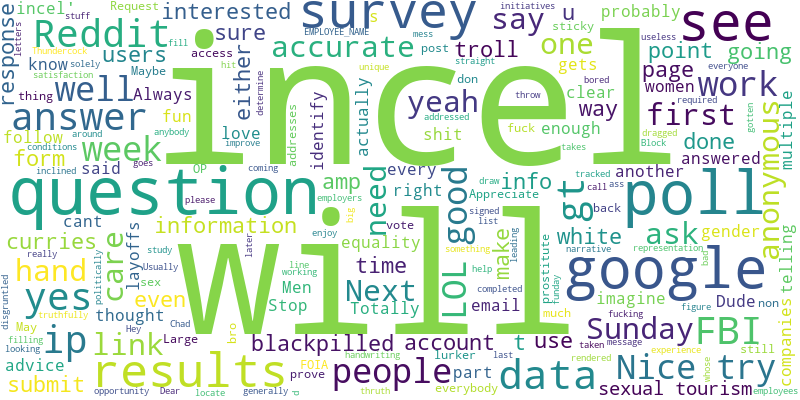 incel' stuff Request
letters Reddit interested survey say u s sticky initiatives see
response fill Thundercock users sure EMPLOYEE_NAME probably useless
know satisfaction access hit accurate troll one post mess point going
thing Maybe solely well either don gets page everyone
Always determine unique straight bored women work required
answer incel yeah clear throw way first
around anybody fun identify addresses actually addressed takes dragged gotten multiple
follow conditions week love shit fuck enough Block done anonymous
form said improve goes OP every tracked another answered
inclined please coming need amp right info call ass poll
question good draw Appreciate signed back telling
cant layoffs information employers vote list gt white ask gender companies
curries big equality make prostitute narrative representation
really care politically later time enjoy line something leading google bad
disgruntled hand study working Men help imagine
yes sex Usually will Next LOL Stop email completed much Dude non
truthfully even bro Totally Sunday figure FBI still
May thought Hey Chad t use fucking funday
filling ip link blackpilled account taken message experience whose
looking advice Large FOIA people lurker last part data Nice try
submit results prove handwriting everybody rendered sexual tourism
opportunity Dear locate generally p thruth employees